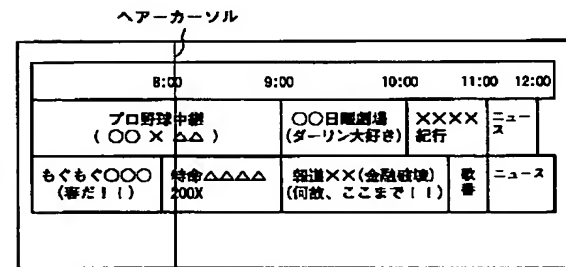 ヘアーカーソル
8:00 9:00 10:00 11:00 12:00
プロ野球中継
(○○ × △△)
○○日曜劇場
(ダーリン大好き)
××××
紀行
ニュー
ス
もぐもぐ○○○
(春だ!!)
特命△△△△
200X
報道××(金融破壊)
(何故、ここまで!!)
歌
番
ニュース